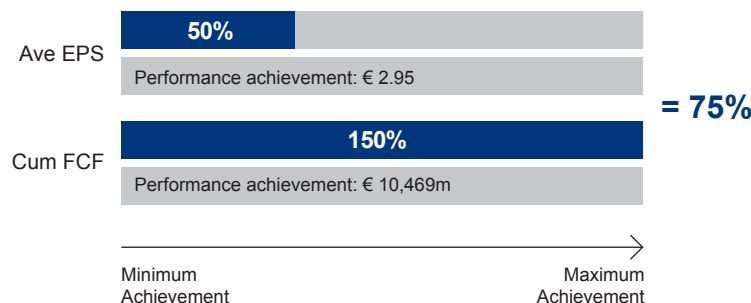 50%
Ave EPS
Performance achievement: € 2.95
= 75%
150%
Cum FCF
Performance achievement: € 10,469m
Minimum
Achievement
Maximum
Achievement